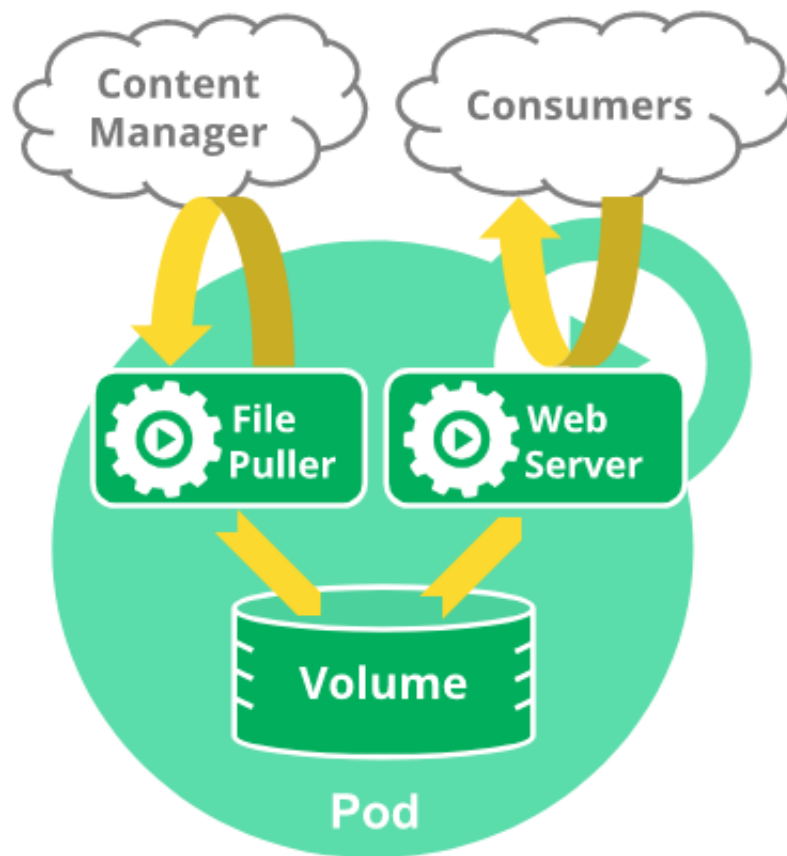 Content
Manager
Consumers
File
Puller
Web
Server
Volume
Pod